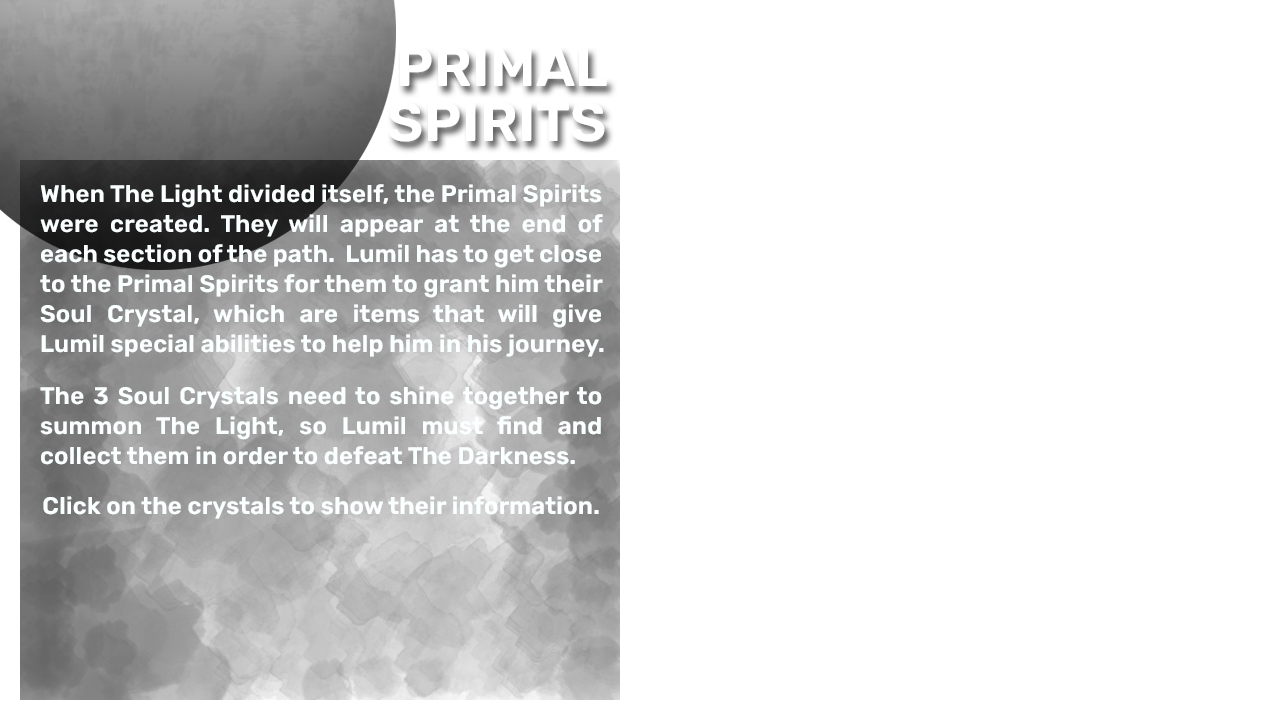 PRIMAL
SPIRITS
When The Light divided itself, the Primal Spirits
were created. They will appear at the end of
each section of the path. Lumil has to get close
to the Primal Spirits for them to grant him their
Soul Crystal, which are items that will give
Lumil special abilities to help him in his journey.
The 3 Soul Crystals need to shine together to
summon The Light, so Lumil must find and
collect them in order to defeat The Darkness.
Click on the crystals to show their information.